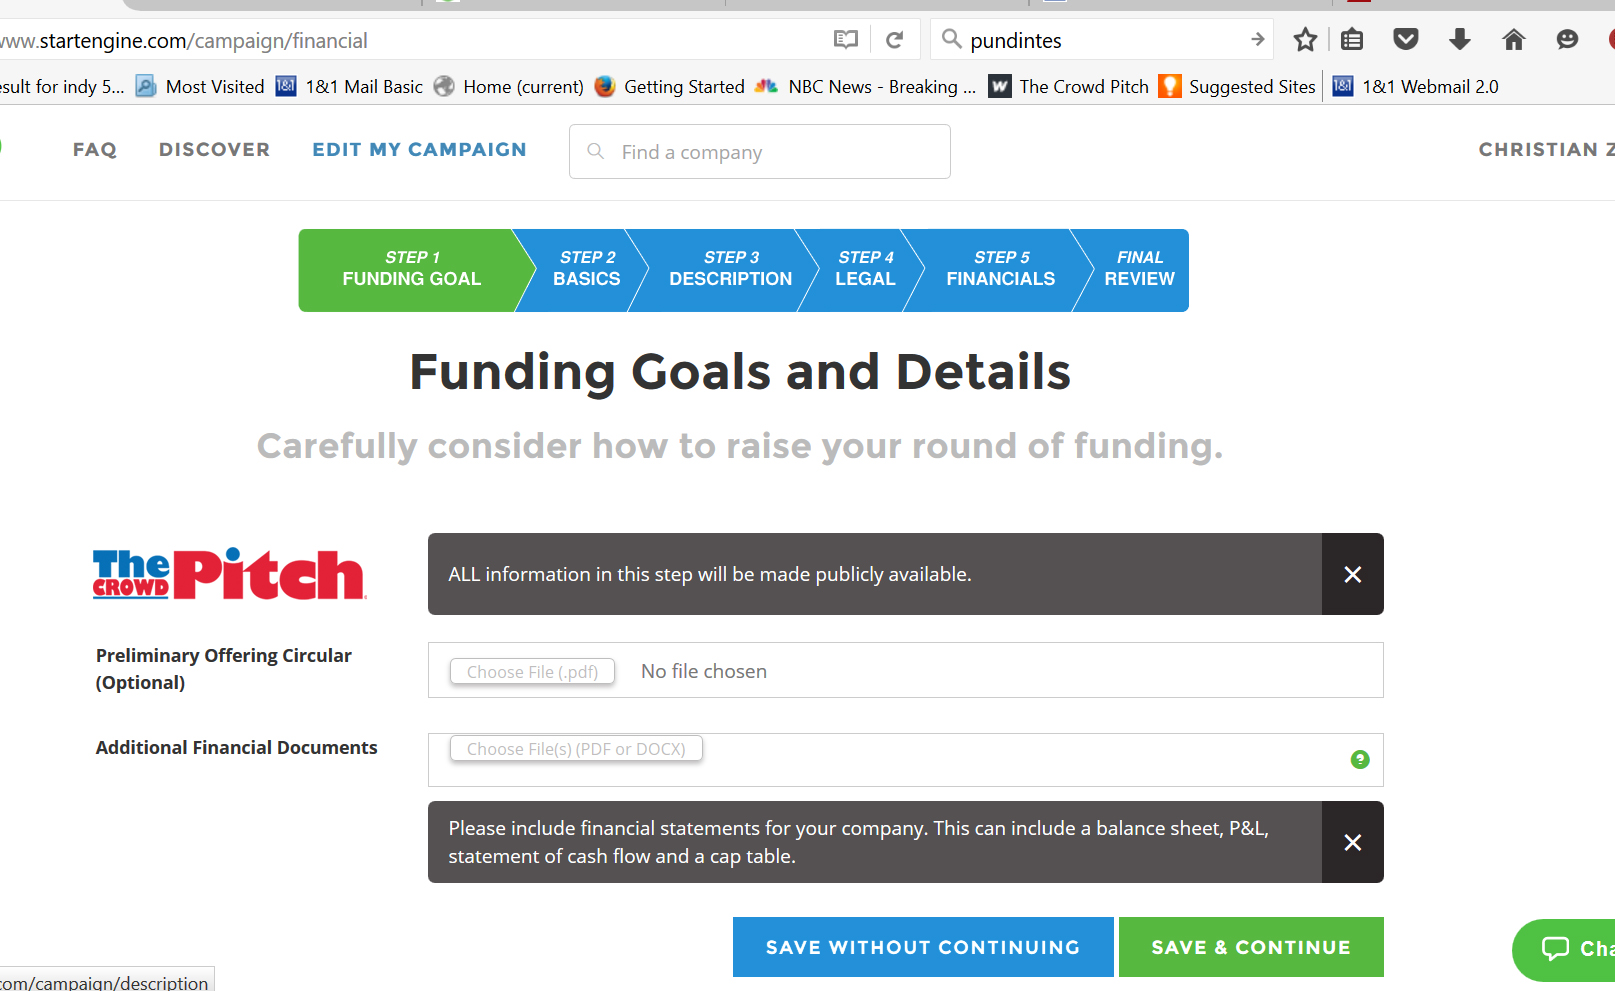 www.startengine.com/campaign/financial
pundintes
esult for indy 5...
Most Visited
1&1 Mail Basic
Home (current)
Getting Started
NBC News - Breaking ...
The Crowd Pitch
Suggested Sites
1&1 Webmail 2.0
FAQ
DISCOVER
EDIT MY CAMPAIGN
Find a company
CHRISTIAN Z
STEP 1
FUNDING GOAL
STEP 2
BASICS
STEP 3
DESCRIPTION
STEP 4
LEGAL
STEP 5
FINANCIALS
FINAL
REVIEW
Funding Goals and Details
Carefully consider how to raise your round of funding.
The CROWD Pitch
ALL information in this step will be made publicly available.
Preliminary Offering Circular
(Optional)
Choose File (.pdf)
No file chosen
Additional Financial Documents
Choose File(s) (PDF or DOCX)
Please include financial statements for your company. This can include a balance sheet, P&L,
statement of cash flow and a cap table.
SAVE WITHOUT CONTINUING
SAVE & CONTINUE
Cha
com/campaign/description